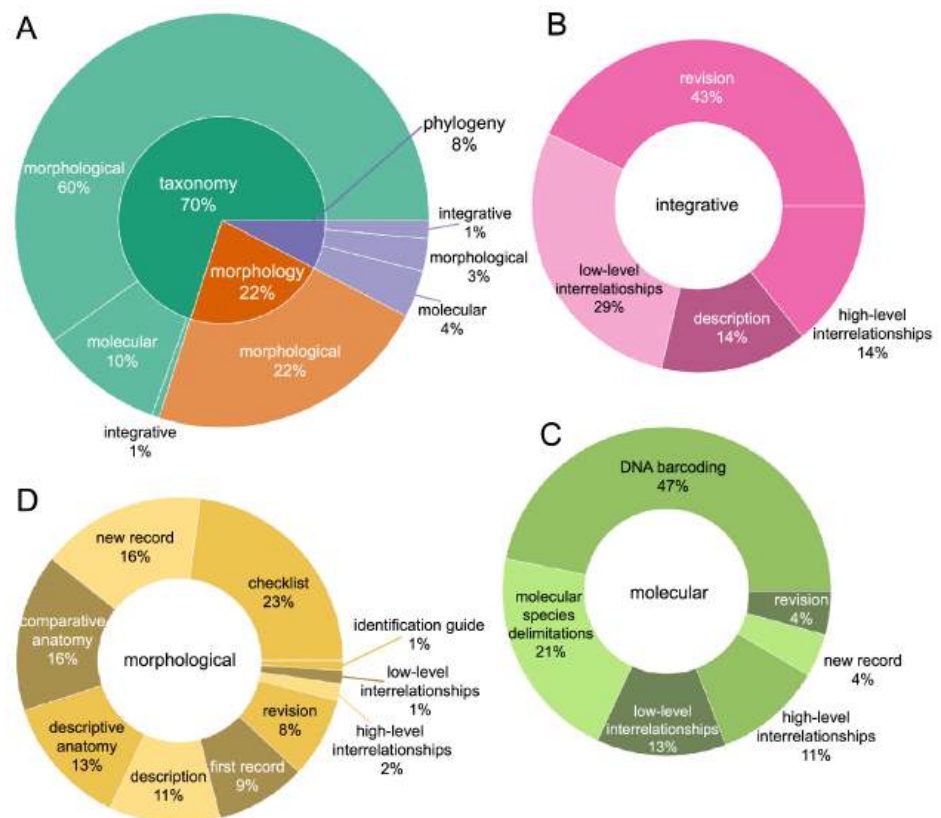 A
morphological
60%
taxonomy
70%
phylogeny
8%
integrative
1%
morphological
3%
molecular
4%
morphology
22%
morphological
22%
molecular
10%
integrative
1%
B
revision
43%
integrative
low-level
interrelatioships
29%
description
14%
high-level
interrelationships
14%
C
DNA barcoding
47%
molecular
molecular
species
delimitations
21%
revision
4%
new record
4%
high-level
interrelationships
11%
low-level
interrelationships
13%
D
new record
16%
checklist
23%
comparative
anatomy
16%
morphological
identification guide
1%
low-level
interrelationships
1%
high-level
interrelationships
2%
revision
8%
first record
9%
description
11%
descriptive
anatomy
13%